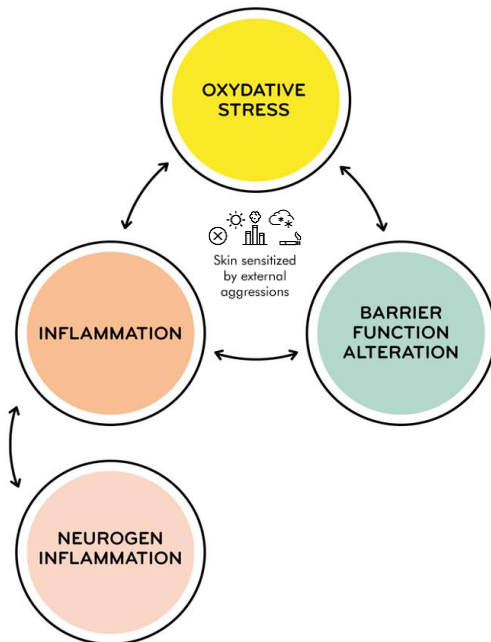 OXYDATIVE
STRESS
Skin sensitized
by external
aggressions
INFLAMMATION
BARRIER
FUNCTION
ALTERATION
NEUROGEN
INFLAMMATION